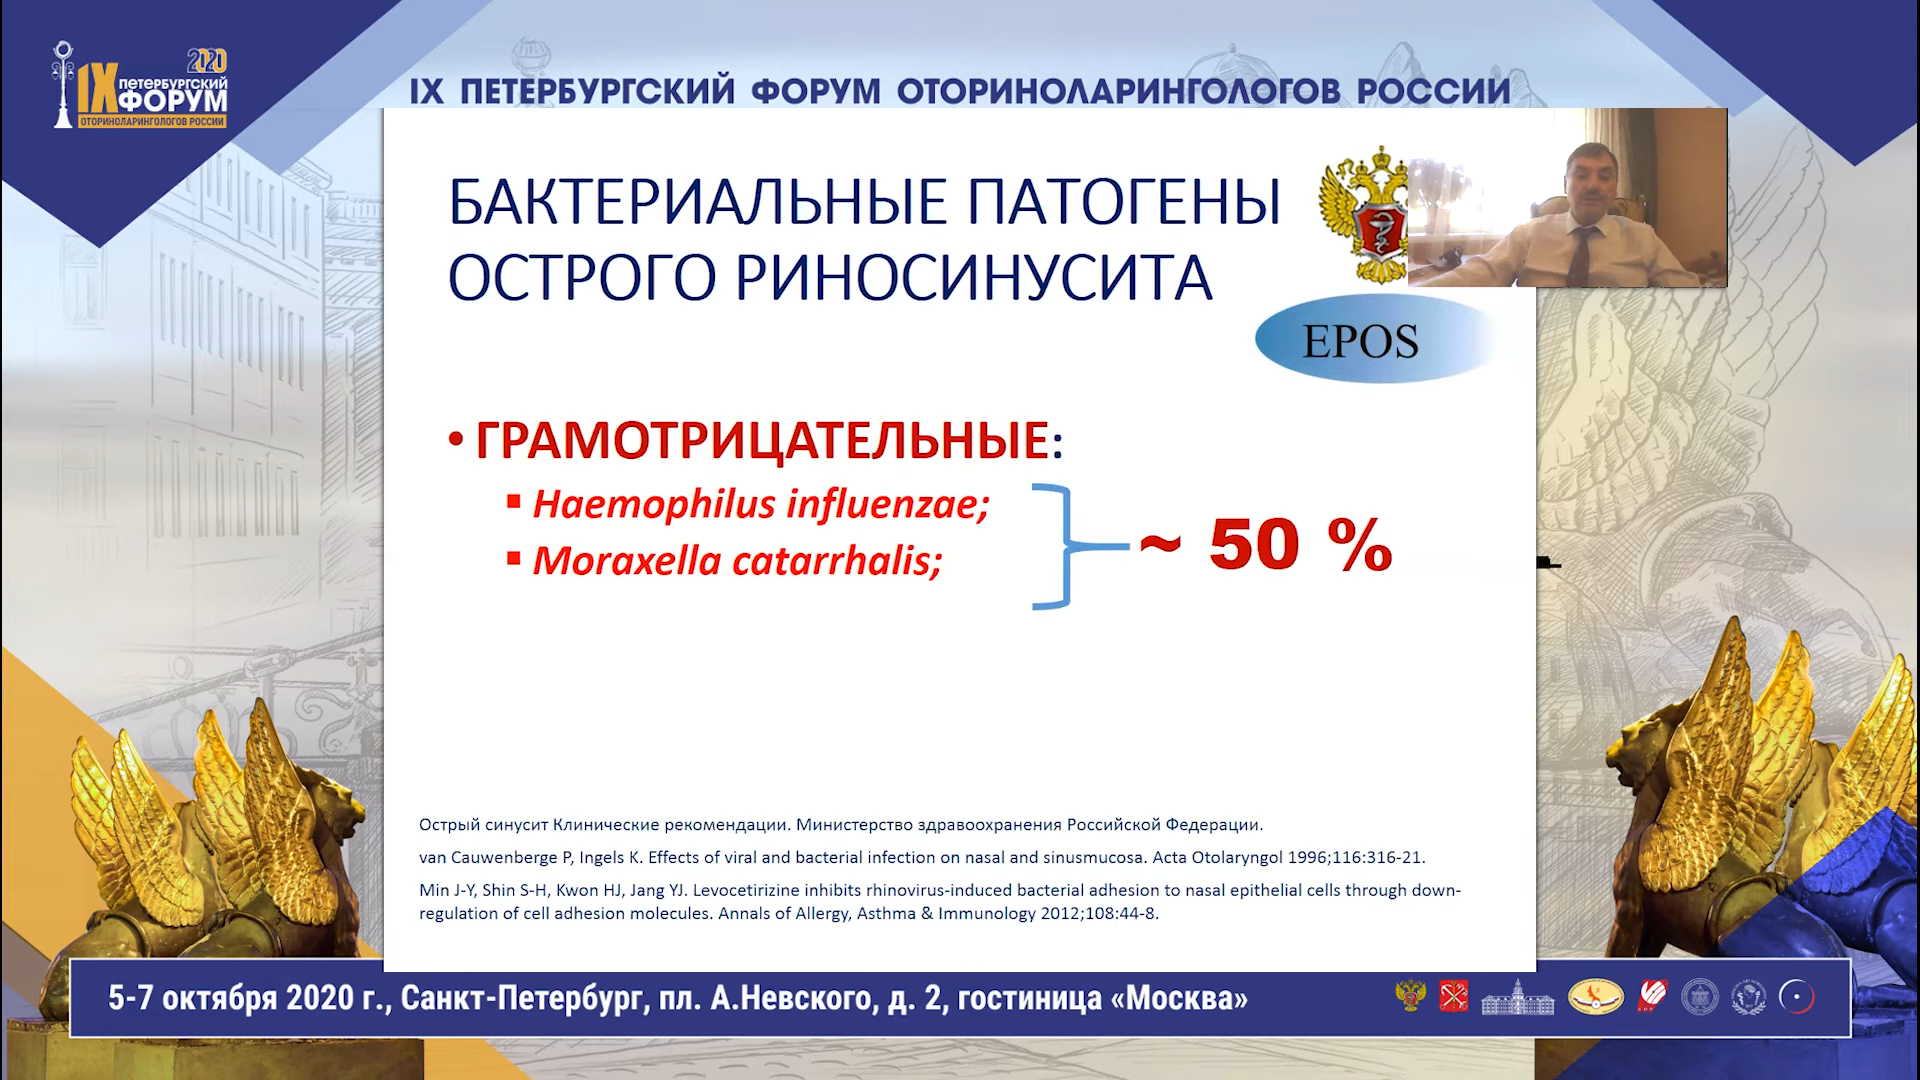 2020
IX ПЕТЕРБУРГСКИЙ
ФОРУМ
ОТОРИНОЛАРИНГОЛОГОВ РОССИИ
IX ПЕТЕРБУРГСКИЙ ФОРУМ ОТОРИНОЛАРИНГОЛОГОВ РОССИИ
БАКТЕРИАЛЬНЫЕ ПАТОГЕНЫ
ОСТРОГО РИНОСИНУСИТА
EPOS
• ГРАМОТРИЦАТЕЛЬНЫЕ:
▪ Haemophilus influenzae;
▪ Moraxella catarrhalis;
~ 50 %
Острый синусит Клинические рекомендации. Министерство здравоохранения Российской Федерации.
van Cauwenberge P, Ingels K. Effects of viral and bacterial infection on nasal and sinusmucosa. Acta Otolaryngol 1996;116:316-21.
Min J-Y, Shin S-H, Kwon HJ, Jang YJ. Levocetirizine inhibits rhinovirus-induced bacterial adhesion to nasal epithelial cells through down-
regulation of cell adhesion molecules. Annals of Allergy, Asthma & Immunology 2012;108:44-8.
5-7 октября 2020 г., Санкт-Петербург, пл. А.Невского, д. 2, гостиница «Москва»